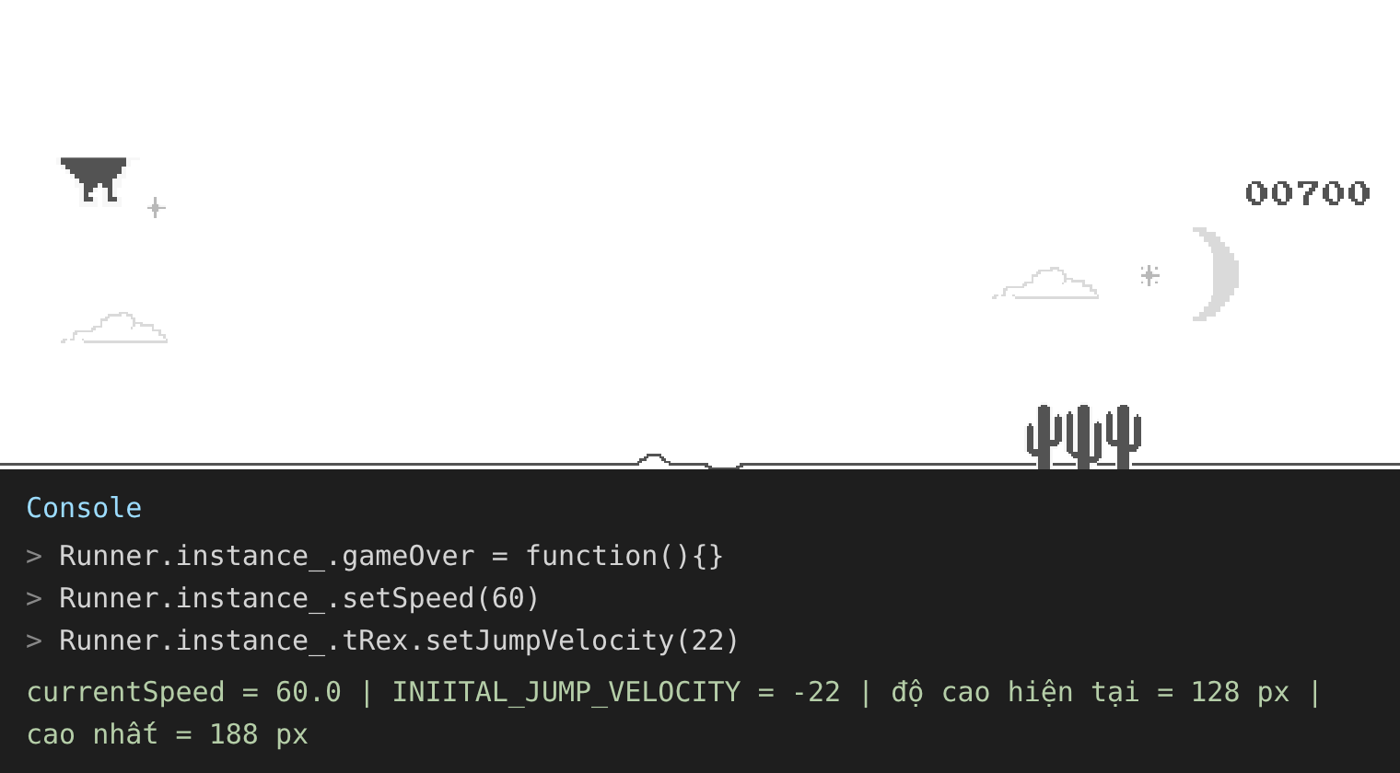 00700
Console
> Runner.instance_.gameOver = function(){}
> Runner.instance_.setSpeed(60)
> Runner.instance_.tRex.setJumpVelocity(22)
currentSpeed = 60.0 | INIITAL_JUMP_VELOCITY = -22 | độ cao hiện tại = 128 px |
cao nhất = 188 px